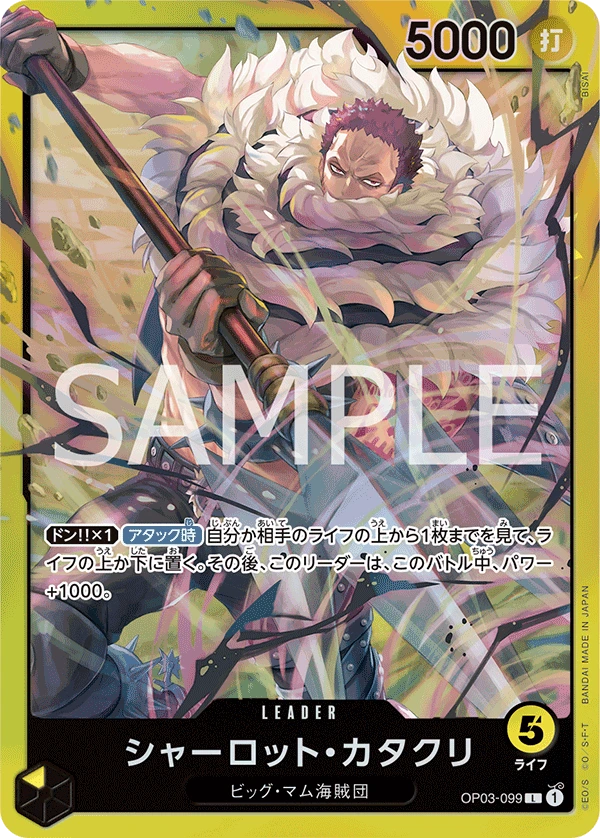 5000
打
BISAI
SAMPLE
ドン!!×1 アタック時 自分か相手のライフの上から1枚までを見て、ラ
イフの上か下に置く。その後、このリーダーは、このバトル中、パワー
+1000。
LEADER
シャーロット・カタクリ
5
ライフ
ビッグ・マム海賊団
OP03-099 L 1
©E.O/S ©O/S・F・T BANDAI MADE IN JAPAN